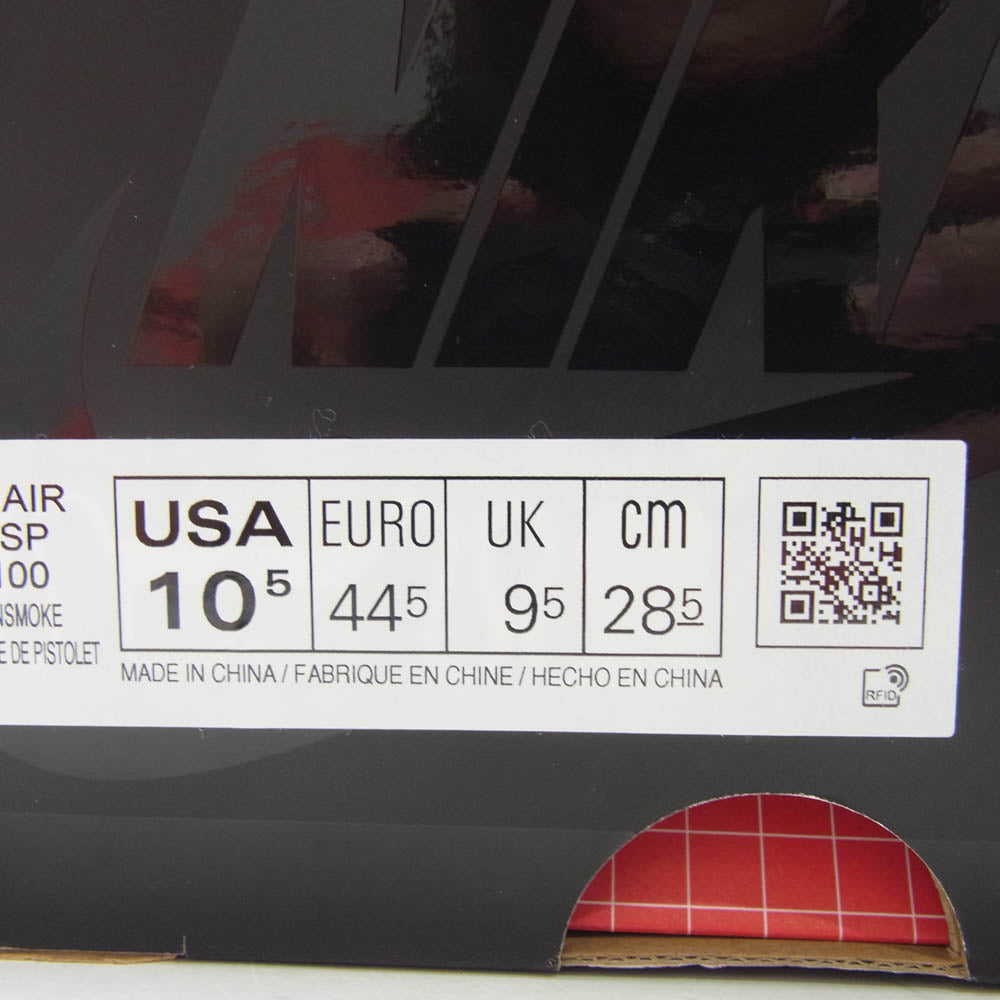 AIR
SP
100
NSMOKE
E DE PISTOLET
USA EURO UK cm
10⁵ 44⁵ 9⁵ 28⁵
MADE IN CHINA / FABRIQUE EN CHINE / HECHO EN CHINA
RFID